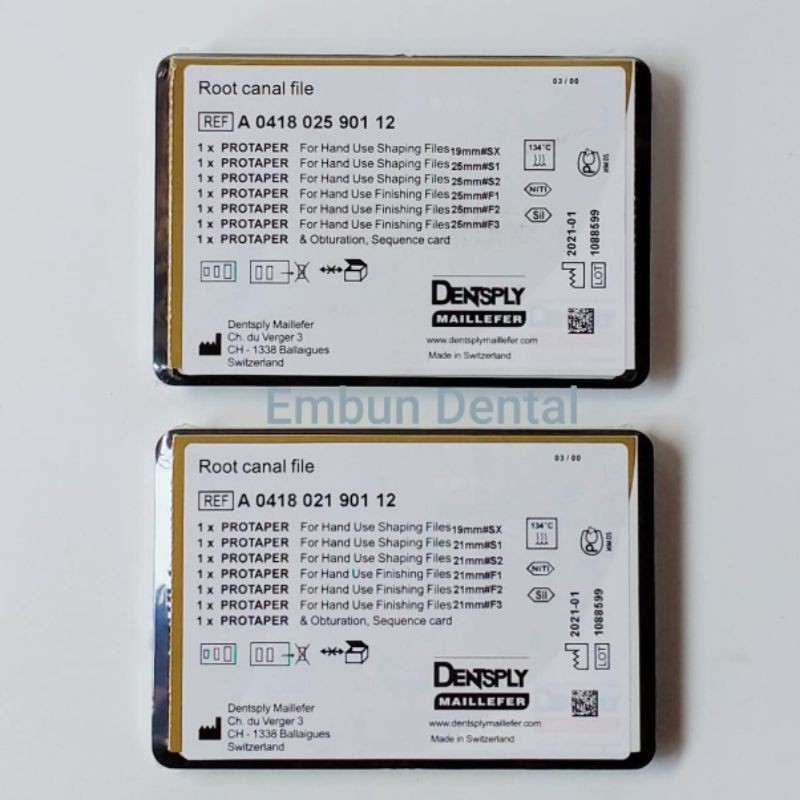 Root canal file
03 / 00
REF A 0418 025 901 12
1 x PROTAPER For Hand Use Shaping Files 19mm#SX
1 x PROTAPER For Hand Use Shaping Files 25mm#S1
1 x PROTAPER For Hand Use Shaping Files 25mm#S2
1 x PROTAPER For Hand Use Finishing Files 25mm#F1
1 x PROTAPER For Hand Use Finishing Files 25mm#F2
1 x PROTAPER For Hand Use Finishing Files 25mm#F3
1 x PROTAPER & Obturation, Sequence card
134°C
NiTi
Sil
2021-01
LOT 1088599
DENTSPLY
MAILLEFER
www.dentsplymaillefer.com
Made in Switzerland
Dentsply Maillefer
Ch. du Verger 3
CH - 1338 Ballaigues
Switzerland
Embun Dental
Root canal file
03 / 00
REF A 0418 021 901 12
1 x PROTAPER For Hand Use Shaping Files 19mm#SX
1 x PROTAPER For Hand Use Shaping Files 21mm#S1
1 x PROTAPER For Hand Use Shaping Files 21mm#S2
1 x PROTAPER For Hand Use Finishing Files 21mm#F1
1 x PROTAPER For Hand Use Finishing Files 21mm#F2
1 x PROTAPER For Hand Use Finishing Files 21mm#F3
1 x PROTAPER & Obturation, Sequence card
134°C
NiTi
Sil
2021-01
LOT 1088599
DENTSPLY
MAILLEFER
www.dentsplymaillefer.com
Made in Switzerland
Dentsply Maillefer
Ch. du Verger 3
CH - 1338 Ballaigues
Switzerland